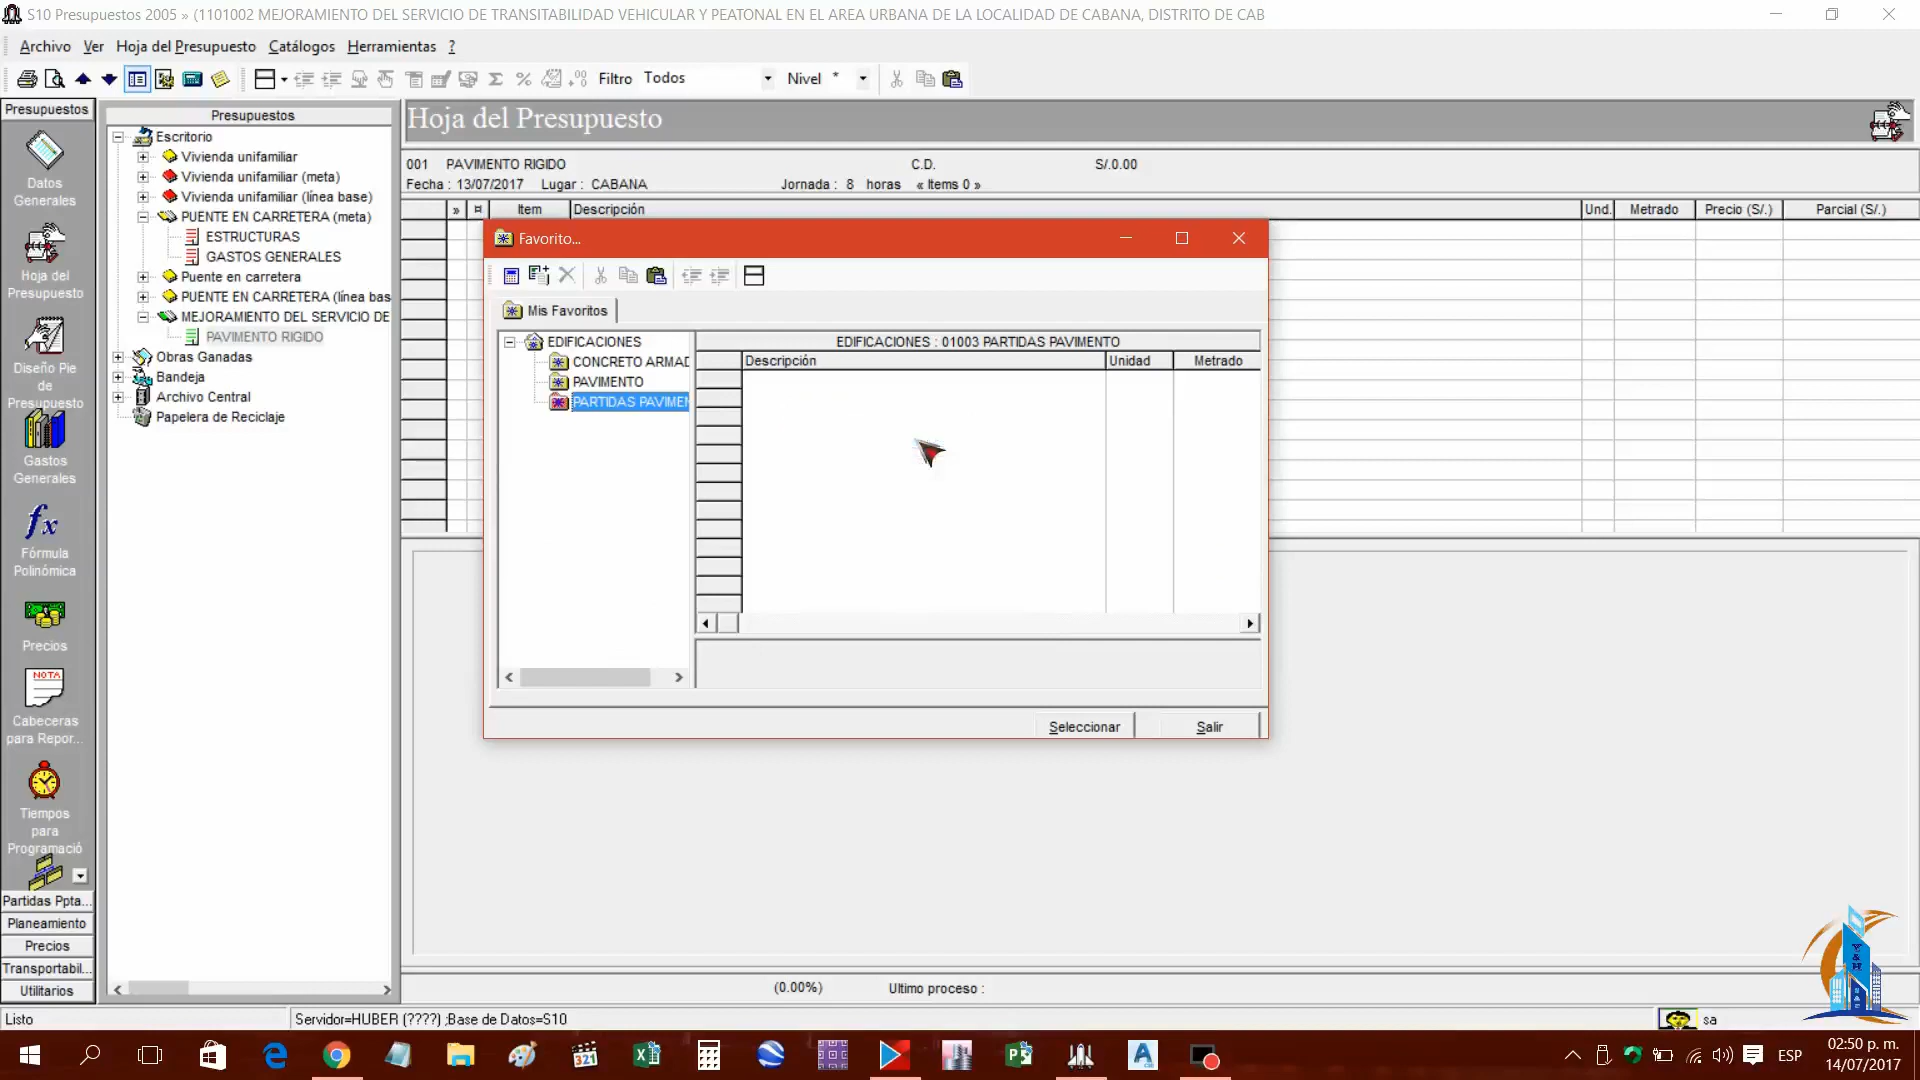 S10 Presupuestos 2005 » (1101002 MEJORAMIENTO DEL SERVICIO DE TRANSITABILIDAD VEHICULAR Y PEATONAL EN EL AREA URBANA DE LA LOCALIDAD DE CABANA, DISTRITO DE CAB
Archivo Ver Hoja del Presupuesto Catálogos Herramientas ?
Filtro Todos Nivel *
Presupuestos
Datos Generales
Hoja del Presupuesto
Diseño Pie de Presupuesto
Gastos Generales
fx
Fórmula Polinómica
Precios
NOTA
Cabeceras para Repor...
Tiempos para Programació
Partidas Ppta...
Planeamiento
Precios
Transportabil...
Utilitarios
Presupuestos
Escritorio
Vivienda unifamiliar
Vivienda unifamiliar (meta)
Vivienda unifamiliar (línea base)
PUENTE EN CARRETERA (meta)
ESTRUCTURAS
GASTOS GENERALES
Puente en carretera
PUENTE EN CARRETERA (línea bas
MEJORAMIENTO DEL SERVICIO DE
PAVIMENTO RIGIDO
Obras Ganadas
Bandeja
Archivo Central
Papelera de Reciclaje
Hoja del Presupuesto
001 PAVIMENTO RIGIDO C.D. S/.0.00
Fecha : 13/07/2017 Lugar : CABANA Jornada : 8 horas « Items 0 »
» ¤ Item Descripción Und. Metrado Precio (S/.) Parcial (S/.)
Favorito...
Mis Favoritos
EDIFICACIONES
CONCRETO ARMAD
PAVIMENTO
PARTIDAS PAVIMEN
EDIFICACIONES : 01003 PARTIDAS PAVIMENTO
Descripción Unidad Metrado
Seleccionar Salir
(0.00%) Ultimo proceso :
Listo Servidor=HUBER (????) ;Base de Datos=S10 sa
321
ESP
02:50 p. m.
14/07/2017